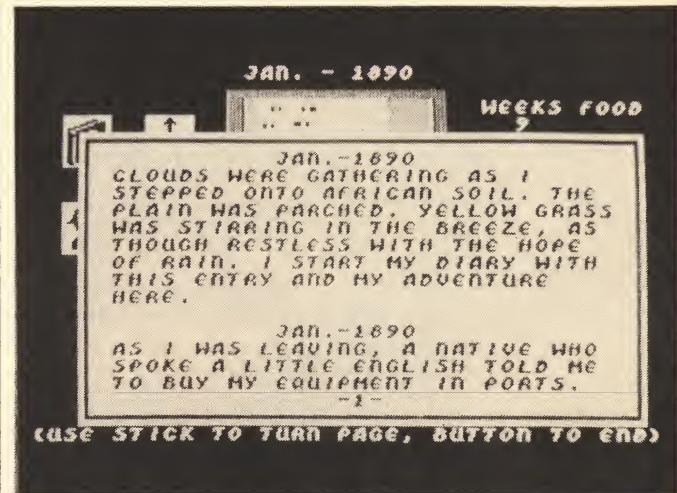 JAN. - 1890
WEEKS FOOD
9
JAN.-1890
CLOUDS WERE GATHERING AS I
STEPPED ONTO AFRICAN SOIL. THE
PLAIN WAS PARCHED. YELLOW GRASS
WAS STIRRING IN THE BREEZE, AS
THOUGH RESTLESS WITH THE HOPE
OF RAIN. I START MY DIARY WITH
THIS ENTRY AND MY ADVENTURE
HERE.
JAN.-1890
AS I WAS LEAVING, A NATIVE WHO
SPOKE A LITTLE ENGLISH TOLD ME
TO BUY MY EQUIPMENT IN PORTS.
-1-
(USE STICK TO TURN PAGE, BUTTON TO END)